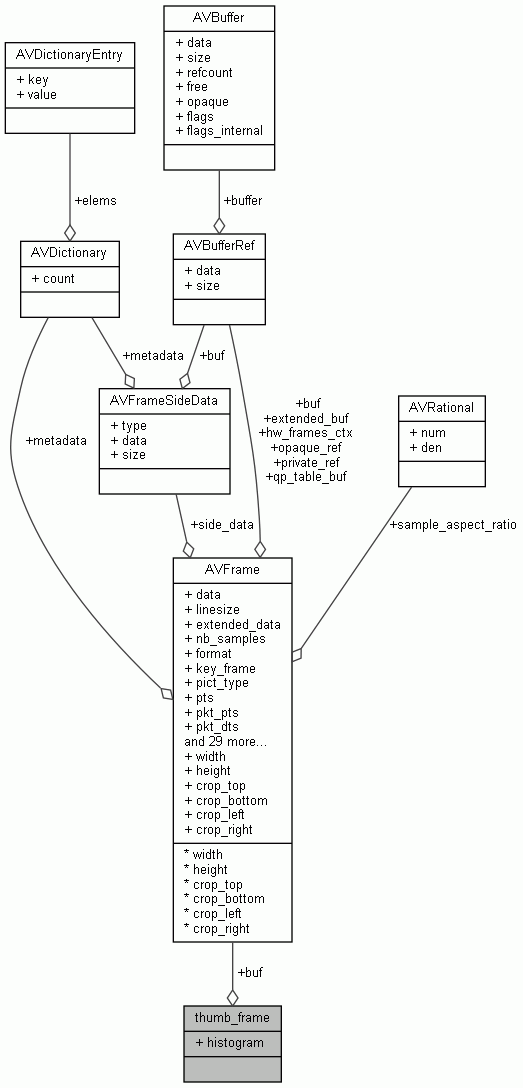 AVBuffer
+ data
+ size
+ refcount
+ free
+ opaque
+ flags
+ flags_internal
AVDictionaryEntry
+ key
+ value
+elems
+buffer
AVDictionary
+ count
AVBufferRef
+ data
+ size
+metadata
+buf
AVFrameSideData
+ type
+ data
+ size
+metadata
+buf
+extended_buf
+hw_frames_ctx
+opaque_ref
+private_ref
+qp_table_buf
AVRational
+ num
+ den
+side_data
+sample_aspect_ratio
AVFrame
+ data
+ linesize
+ extended_data
+ nb_samples
+ format
+ key_frame
+ pict_type
+ pts
+ pkt_pts
+ pkt_dts
and 29 more...
+ width
+ height
+ crop_top
+ crop_bottom
+ crop_left
+ crop_right
* width
* height
* crop_top
* crop_bottom
* crop_left
* crop_right
+buf
thumb_frame
+ histogram